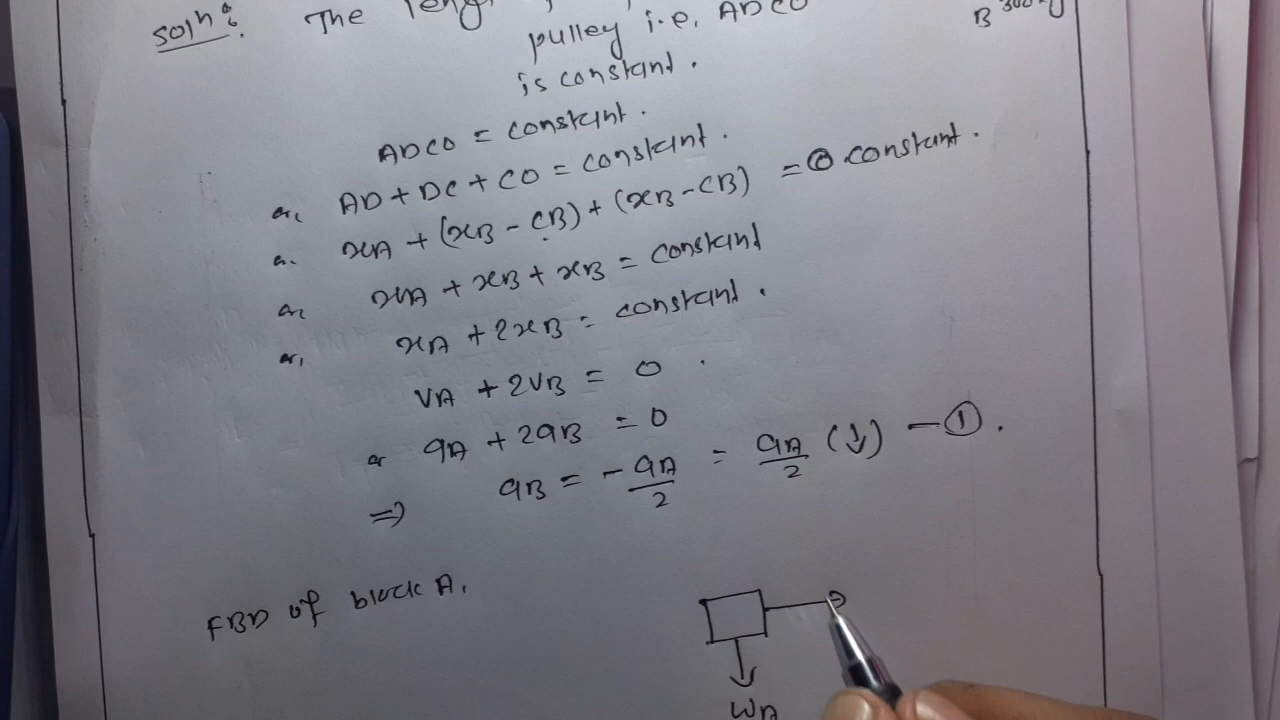 Soln: The
pulley i.e. ADCO
is constant.
B 300 kg
ADCO = constant.
or, AD + DC + CO = constant.
or, xA + (xB - CB) + (xB - CB) = constant.
or, xA + xB + xB = constant
or, xA + 2xB = constant.
VA + 2VB = 0.
or aA + 2aB = 0
=> aB = - aA/2 = aA/2 (↓) — ①.
FBD of block A.
WA